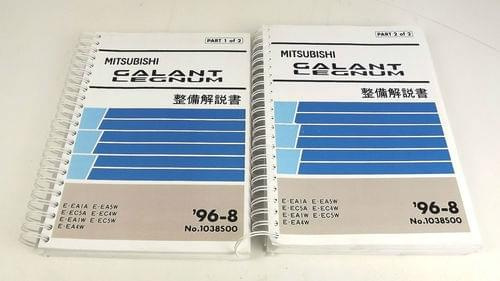 PART 1 of 2
MITSUBISHI
GALANT
LEGNUM
整備解説書
E-EA1A E-EA5W
E-EC5A E-EC4W
E-EA1W E-EC5W
E-EA4W
'96-8
No.1038S00
PART 2 of 2
MITSUBISHI
GALANT
LEGNUM
整備解説書
E-EA1A E-EA5W
E-EC5A E-EC4W
E-EA1W E-EC5W
E-EA4W
'96-8
No.1038S00